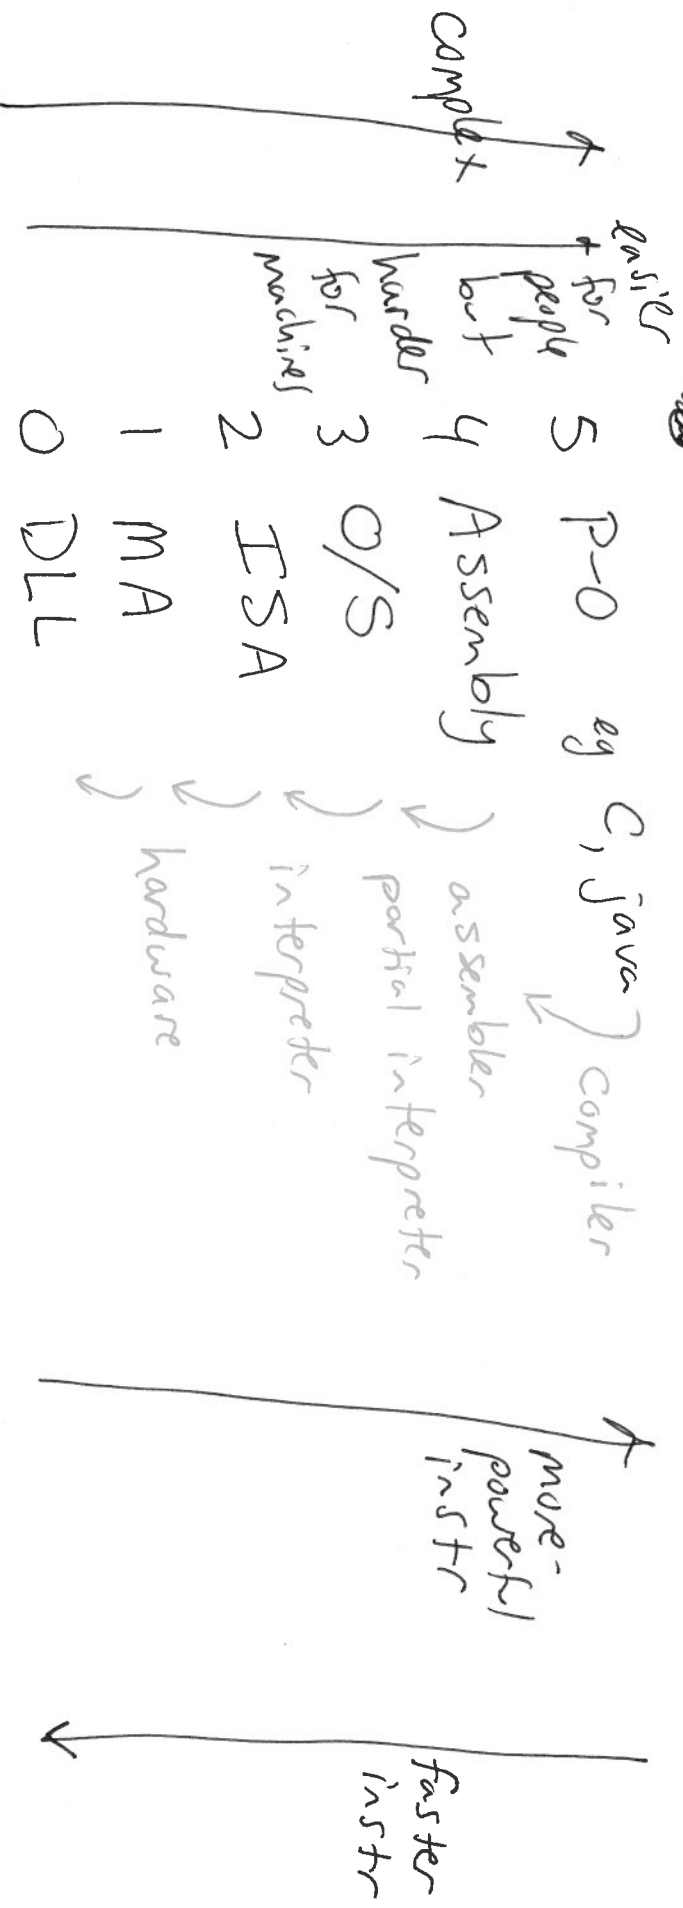 complex
easier
for
people
but
harder
for
machines
5 P-O eg C, java
compiler
4 Assembly
assembler
3 O/S
partial interpreter
2 ISA
interpreter
1 MA
hardware
0 DLL
more-
powerful
instr
faster
instr